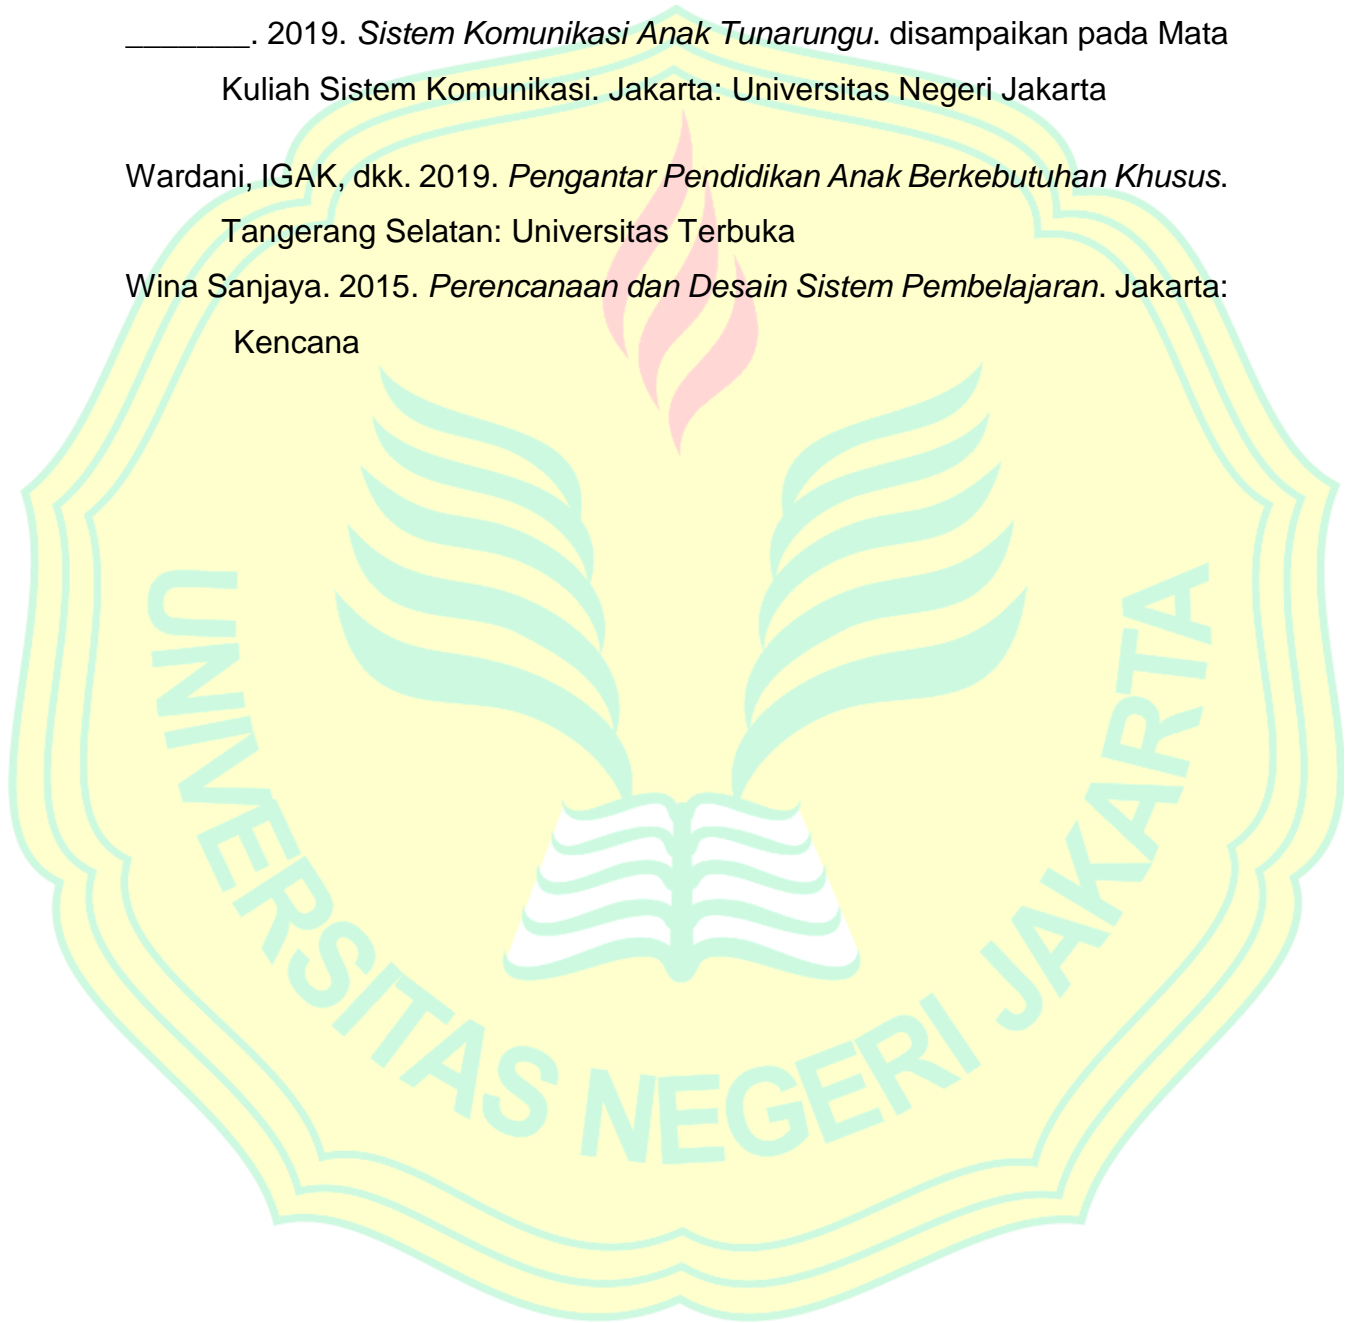 _______. 2019. Sistem Komunikasi Anak Tunarungu. disampaikan pada Mata
Kuliah Sistem Komunikasi. Jakarta: Universitas Negeri Jakarta
Wardani, IGAK, dkk. 2019. Pengantar Pendidikan Anak Berkebutuhan Khusus.
Tangerang Selatan: Universitas Terbuka
Wina Sanjaya. 2015. Perencanaan dan Desain Sistem Pembelajaran. Jakarta:
Kencana
UNIVERSITAS NEGERI JAKARTA